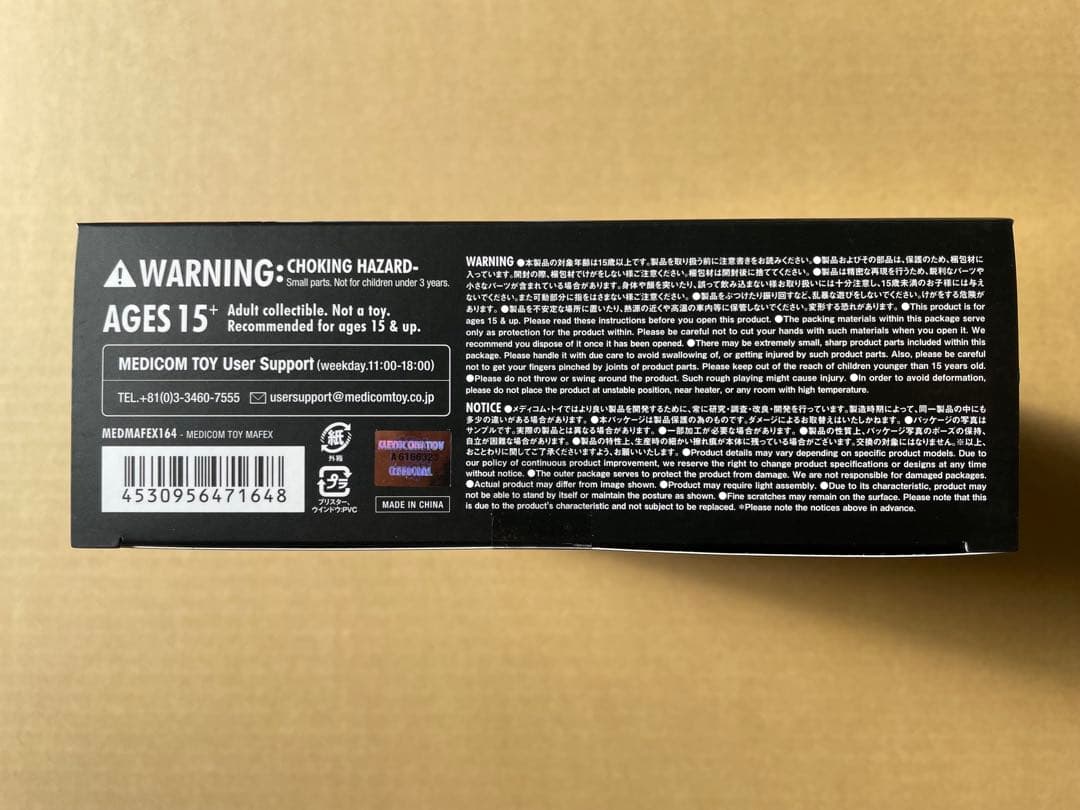 WARNING: CHOKING HAZARD-
Small parts. Not for children under 3 years.
AGES 15+ Adult collectible. Not a toy.
Recommended for ages 15 & up.
MEDICOM TOY User Support (weekday.11:00-18:00)
TEL.+81(0)3-3460-7555 usersupport@medicomtoy.co.jp
MEDMAFEX164 - MEDICOM TOY MAFEX
4530956471648
紙
外箱
プラ
ブリスター、
ウインドウ:PVC
MEDICOM TOY
MADE IN CHINA
WARNING ●本製品の対象年齢は15歳以上です。製品を取り扱う前に注意書きをお読みください。●製品およびその部品は、保護のため、梱包材に
入っています。開封の際、梱包材でけがをしない様ご注意ください。梱包材は開封後に捨ててください。●製品は精密な再現を行うため、鋭利なパーツや
小さなパーツが含まれている場合があります。身体や顔を突いたり、誤って飲み込まない様お取り扱いには十分注意し、15歳未満のお子様には与え
ないでください。また可動部分に指をはさまない様ご注意ください。●製品をぶつけたり振り回すなど、乱暴な遊びをしないでください。けがをする危険が
あります。●製品を不安定な場所に置いたり、熱源の近くや高温の車内等に保管しないでください。変形する恐れがあります。●This product is for
ages 15 & up. Please read these instructions before you open this product. ●The packing materials within this package serve
only as protection for the product within. Please be careful not to cut your hands with such materials when you open it. We
recommend you dispose of it once it has been opened. ●There may be extremely small, sharp product parts included within this
package. Please handle it with due care to avoid swallowing of, or getting injured by such product parts. Also, please be careful
not to get your fingers pinched by joints of product parts. Please keep out of the reach of children younger than 15 years old.
●Please do not throw or swing around the product. Such rough playing might cause injury. ●In order to avoid deformation,
please do not place the product at unstable position, near heater, or any room with high temperature.
NOTICE ●メディコム・トイではより良い製品を開発するために、常に研究・調査・改良・開発を行っています。製造時期によって、同一製品の中にも
多少の違いがある場合がございます。●本パッケージは製品保護の為のものです。ダメージによるお取替えはいたしかねます。●パッケージの写真は
サンプルです。実際の製品とは異なる場合があります。●一部加工が必要な場合があります。●製品の性質上、パッケージ写真のポーズの保持、
自立が困難な場合があります。●製品の特性上、生産時の細かい擦れ痕が本体に残っている場合がございます。交換の対象にはなりません。※以上、
おことわりに関してご了承くださいますよう、お願いいたします。●Product details may vary depending on specific product models. Due to
our policy of continuous product improvement, we reserve the right to change product specifications or designs at any time
without notice. ●The outer package serves to protect the product from damage. We are not responsible for damaged packages.
●Actual product may differ from image shown. ●Product may require light assembly. ●Due to its characteristic, product may
not be able to stand by itself or maintain the posture as shown. ●Fine scratches may remain on the surface. Please note that this
is due to the product's characteristic and not subject to be replaced. *Please note the notices above in advance.